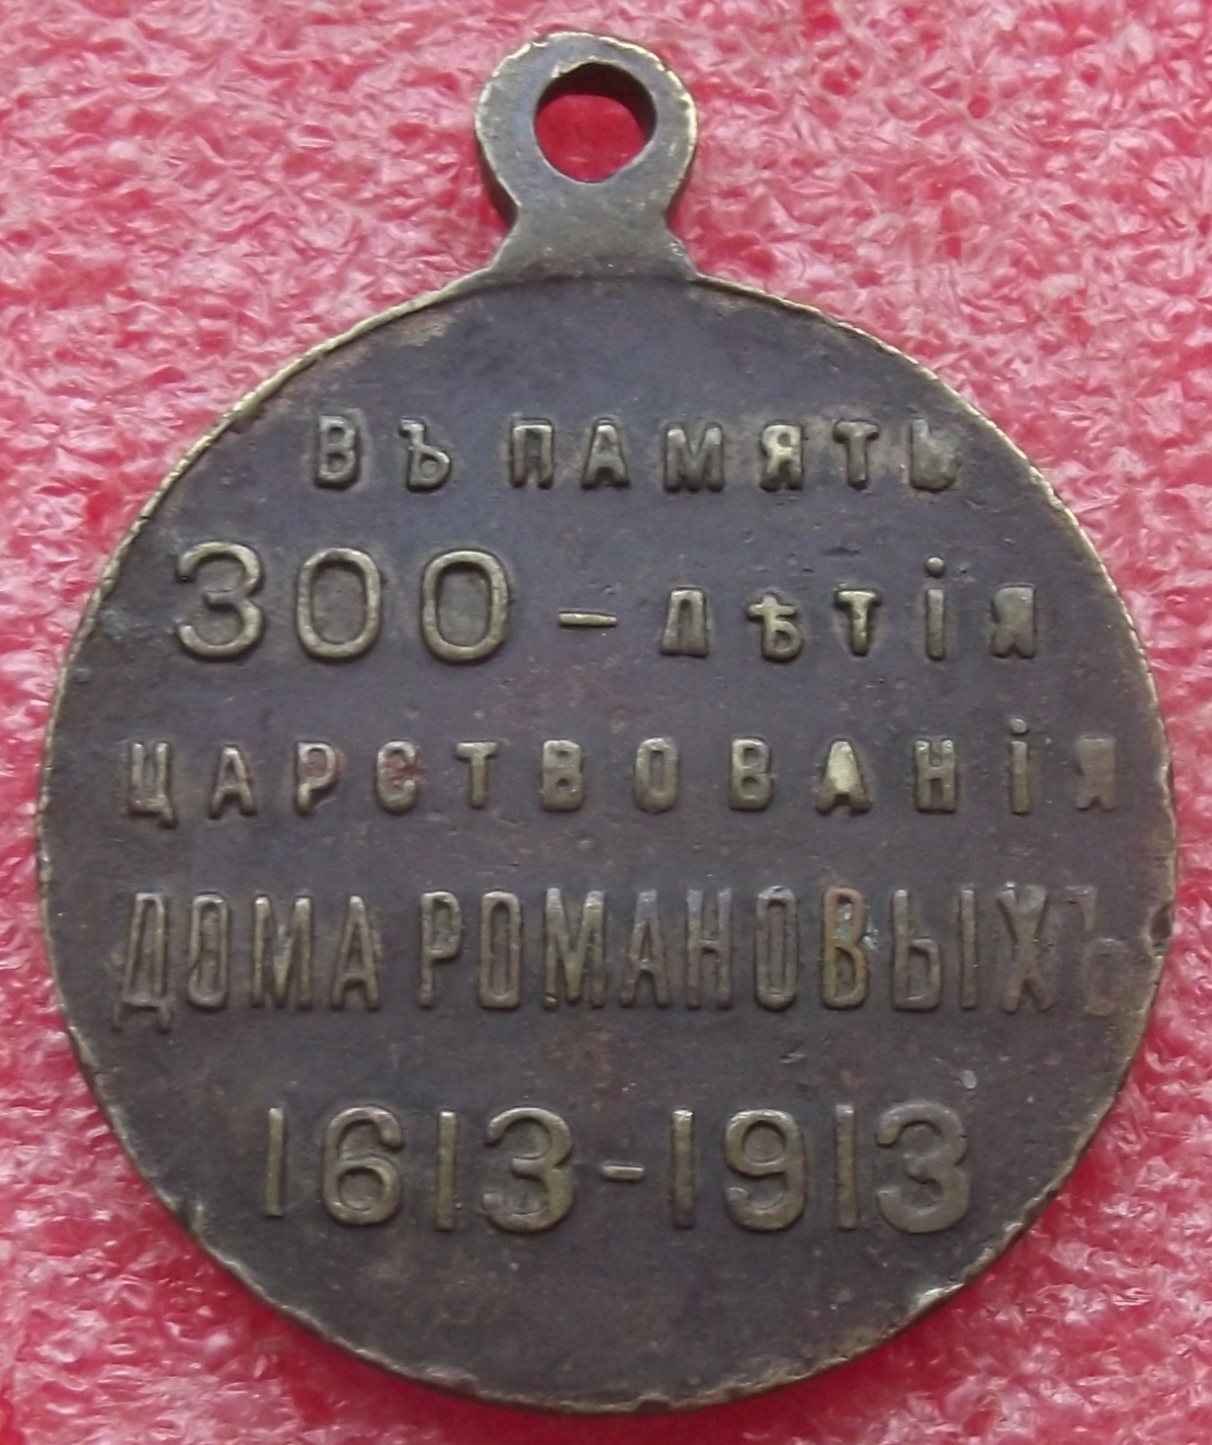 ВЪ ПАМЯТЬ
300-ЛѢТІЯ
ЦАРСТВОВАНІЯ
ДОМА РОМАНОВЫХЪ
1613-1913